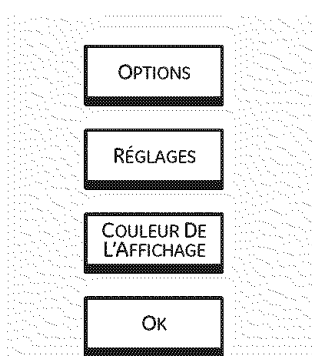 OPTIONS
RÉGLAGES
COULEUR DE
L'AFFICHAGE
OK